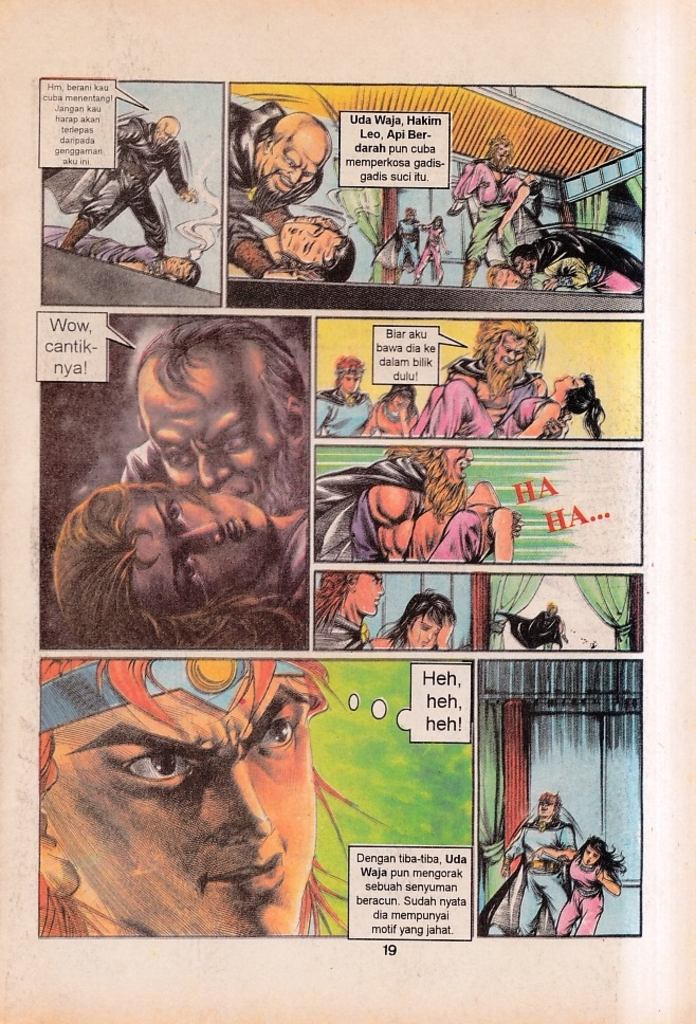 Hm, berani kau
cuba menentang!
Jangan kau
harap akan
terlepas
daripada
genggaman
aku ini.
Uda Waja, Hakim
Leo, Api Ber-
darah pun cuba
memperkosa gadis-
gadis suci itu.
Wow,
cantik-
nya!
Biar aku
bawa dia ke
dalam bilik
dulu!
HA
HA...
Heh,
heh,
heh!
Dengan tiba-tiba, Uda
Waja pun mengorak
sebuah senyuman
beracun. Sudah nyata
dia mempunyai
motif yang jahat.
19